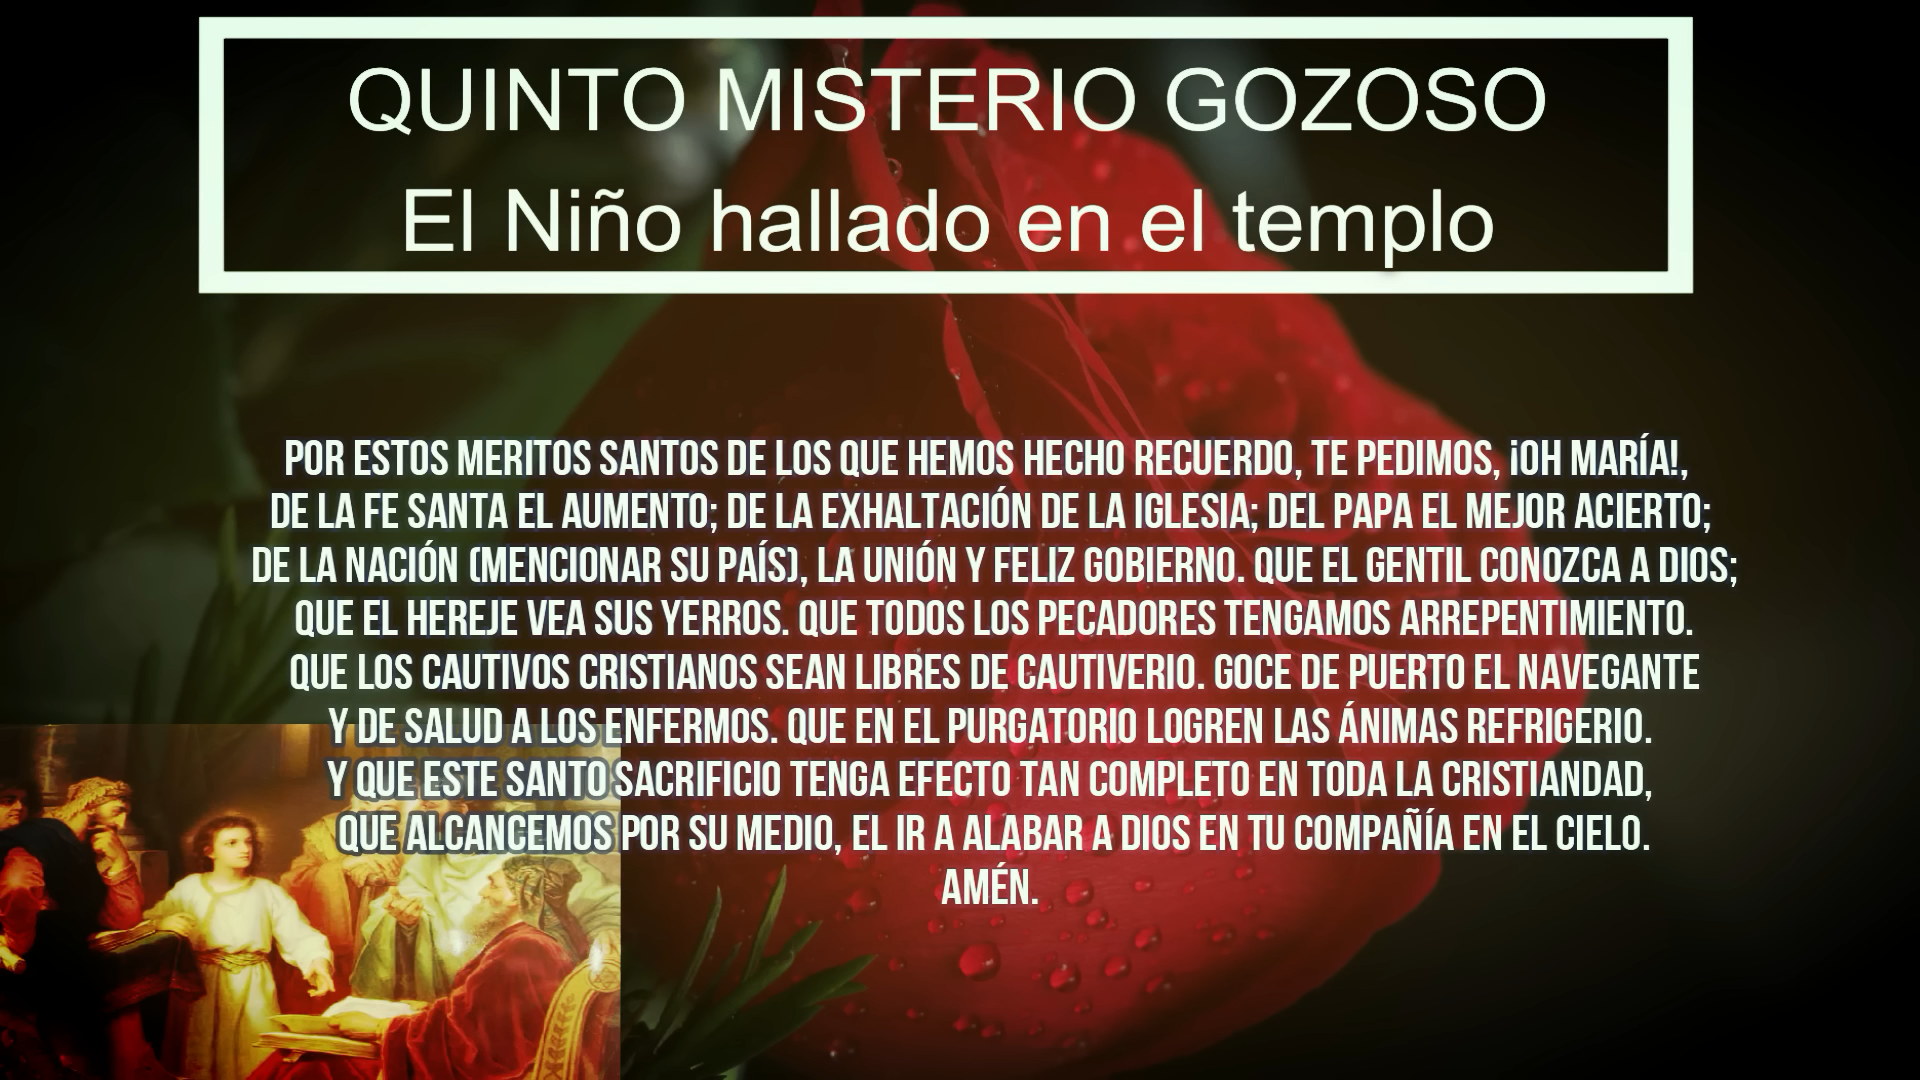 QUINTO MISTERIO GOZOSO
El Niño hallado en el templo
POR ESTOS MERITOS SANTOS DE LOS QUE HEMOS HECHO RECUERDO, TE PEDIMOS, ¡OH MARÍA!,
DE LA FE SANTA EL AUMENTO; DE LA EXHALTACIÓN DE LA IGLESIA; DEL PAPA EL MEJOR ACIERTO;
DE LA NACIÓN (MENCIONAR SU PAÍS), LA UNIÓN Y FELIZ GOBIERNO. QUE EL GENTIL CONOZCA A DIOS;
QUE EL HEREJE VEA SUS YERROS. QUE TODOS LOS PECADORES TENGAMOS ARREPENTIMIENTO.
QUE LOS CAUTIVOS CRISTIANOS SEAN LIBRES DE CAUTIVERIO. GOCE DE PUERTO EL NAVEGANTE
Y DE SALUD A LOS ENFERMOS. QUE EN EL PURGATORIO LOGREN LAS ÁNIMAS REFRIGERIO.
Y QUE ESTE SANTO SACRIFICIO TENGA EFECTO TAN COMPLETO EN TODA LA CRISTIANDAD,
QUE ALCANCEMOS POR SU MEDIO, EL IR A ALABAR A DIOS EN TU COMPAÑÍA EN EL CIELO.
AMÉN.